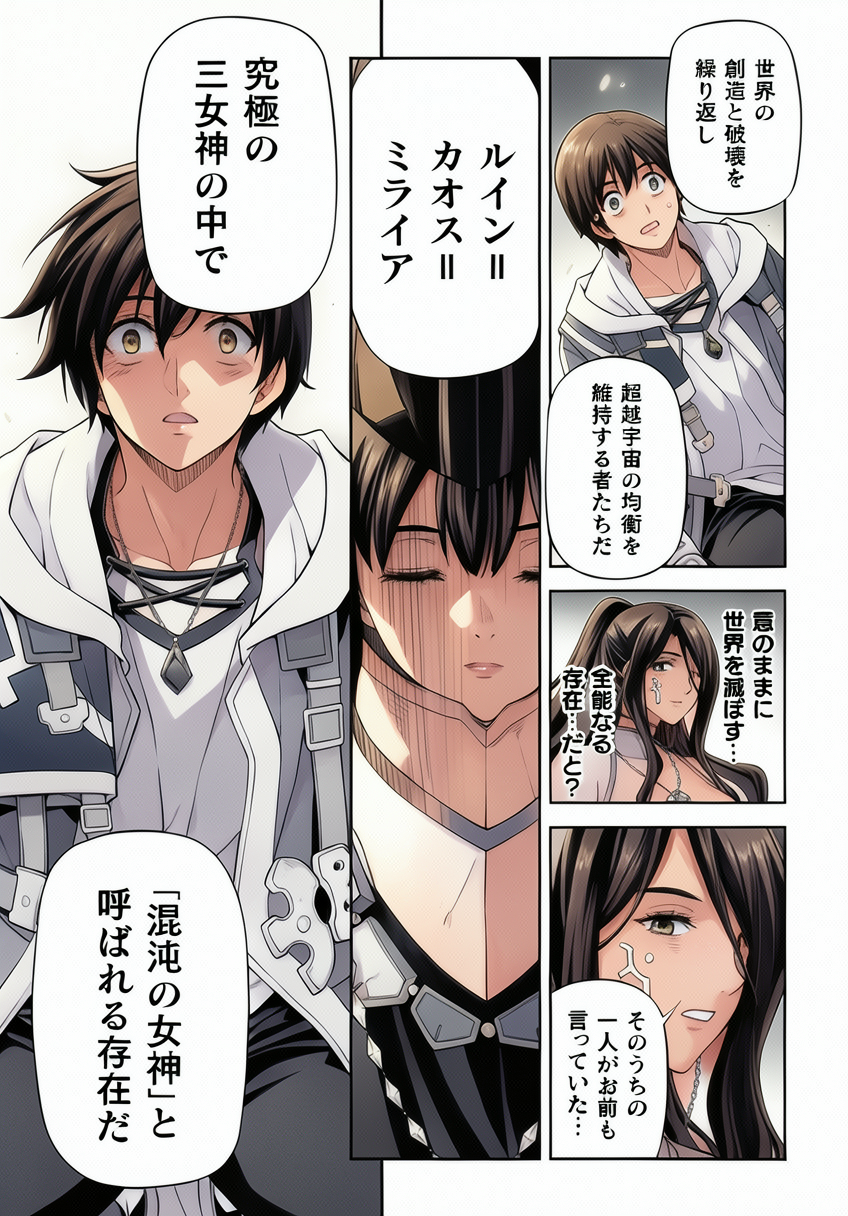 世界の
創造と破壊を
繰り返し
超越宇宙の均衡を
維持する者たちだ
意のままに
世界を滅ぼす…
全能なる
存在…だと?
そのうちの
一人がお前も
言っていた…
ルイン=
カオス=
ミライア
究極の
三女神の中で
「混沌の女神」と
呼ばれる存在だ